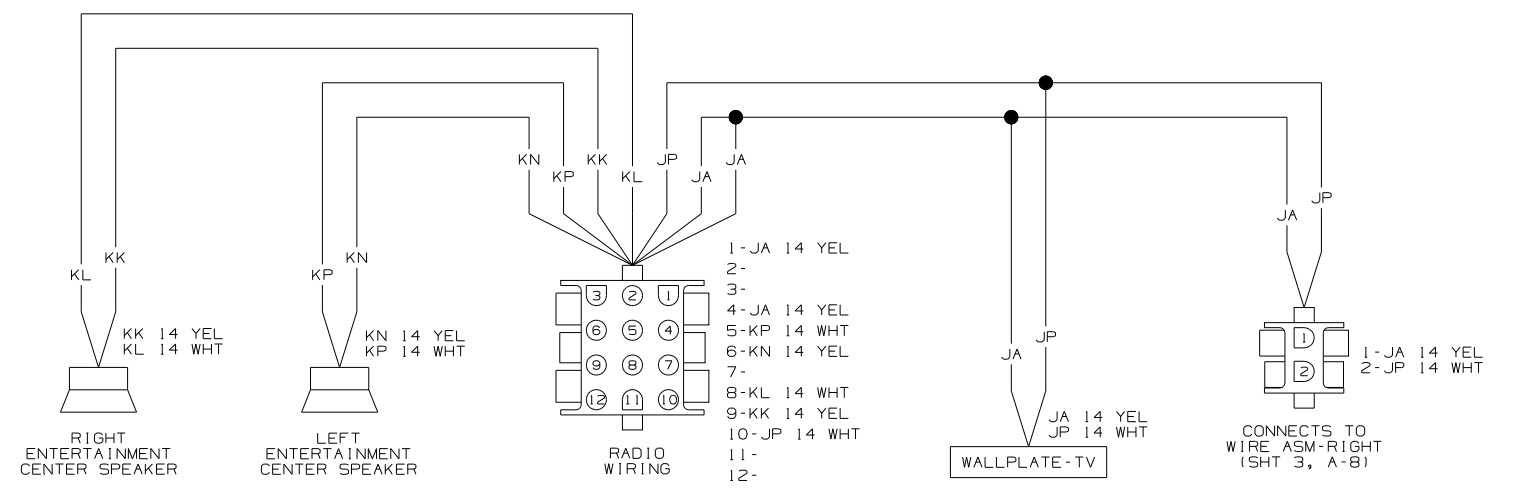 KN
KK
JP
JA
KP
KL
JA
JP
JA
KK
KN
KL
KP
1-JA 14 YEL
2-
3-
4-JA 14 YEL
5-KP 14 WHT
6-KN 14 YEL
7-
8-KL 14 WHT
9-KK 14 YEL
10-JP 14 WHT
11-
12-
3 2 1
6 5 4
9 8 7
12 11 10
KK 14 YEL
KL 14 WHT
KN 14 YEL
KP 14 WHT
JP
JA
JA 14 YEL
JP 14 WHT
1
2
1-JA 14 YEL
2-JP 14 WHT
RIGHT
ENTERTAINMENT
CENTER SPEAKER
LEFT
ENTERTAINMENT
CENTER SPEAKER
RADIO
WIRING
WALLPLATE-TV
CONNECTS TO
WIRE ASM-RIGHT
(SHT 3, A-8)